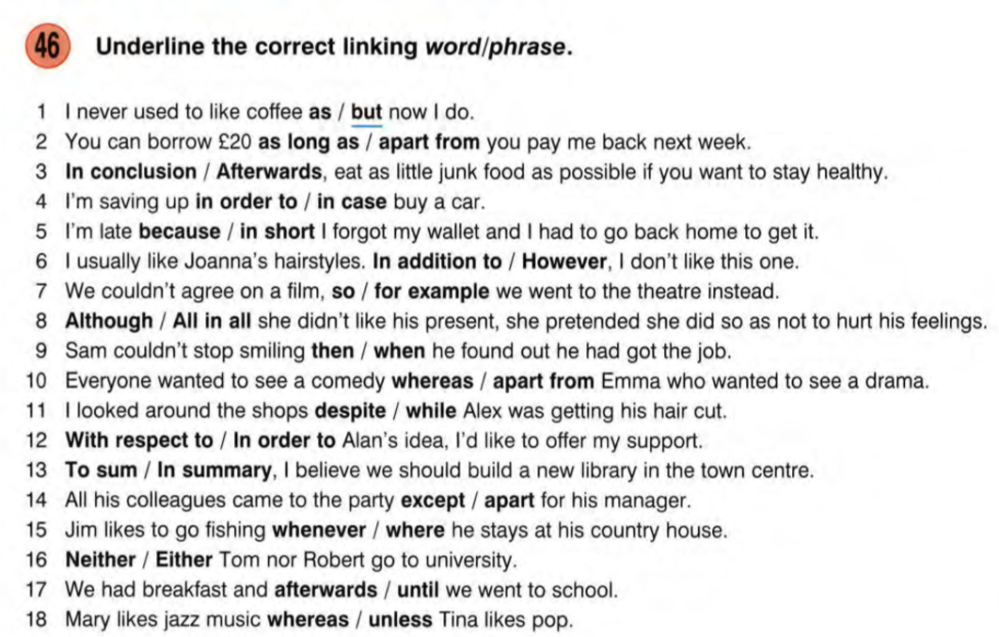 46 Underline the correct linking word/phrase.
1 I never used to like coffee as / but now I do.
2 You can borrow £20 as long as / apart from you pay me back next week.
3 In conclusion / Afterwards, eat as little junk food as possible if you want to stay healthy.
4 I'm saving up in order to / in case buy a car.
5 I'm late because / in short I forgot my wallet and I had to go back home to get it.
6 I usually like Joanna's hairstyles. In addition to / However, I don't like this one.
7 We couldn't agree on a film, so / for example we went to the theatre instead.
8 Although / All in all she didn't like his present, she pretended she did so as not to hurt his feelings.
9 Sam couldn't stop smiling then / when he found out he had got the job.
10 Everyone wanted to see a comedy whereas / apart from Emma who wanted to see a drama.
11 I looked around the shops despite / while Alex was getting his hair cut.
12 With respect to / In order to Alan's idea, I'd like to offer my support.
13 To sum / In summary, I believe we should build a new library in the town centre.
14 All his colleagues came to the party except / apart for his manager.
15 Jim likes to go fishing whenever / where he stays at his country house.
16 Neither / Either Tom nor Robert go to university.
17 We had breakfast and afterwards / until we went to school.
18 Mary likes jazz music whereas / unless Tina likes pop.